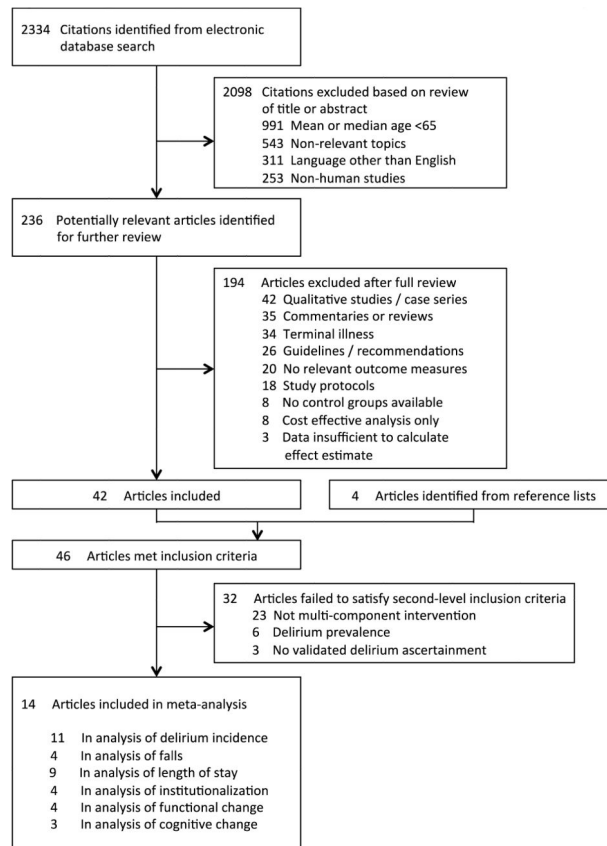 2334 Citations identified from electronic
database search
2098 Citations excluded based on review
of title or abstract
991 Mean or median age <65
543 Non-relevant topics
311 Language other than English
253 Non-human studies
236 Potentially relevant articles identified
for further review
194 Articles excluded after full review
42 Qualitative studies / case series
35 Commentaries or reviews
34 Terminal illness
26 Guidelines / recommendations
20 No relevant outcome measures
18 Study protocols
8 No control groups available
8 Cost effective analysis only
3 Data insufficient to calculate
effect estimate
42 Articles included
4 Articles identified from reference lists
46 Articles met inclusion criteria
32 Articles failed to satisfy second-level inclusion criteria
23 Not multi-component intervention
6 Delirium prevalence
3 No validated delirium ascertainment
14 Articles included in meta-analysis
11 In analysis of delirium incidence
4 In analysis of falls
9 In analysis of length of stay
4 In analysis of institutionalization
4 In analysis of functional change
3 In analysis of cognitive change